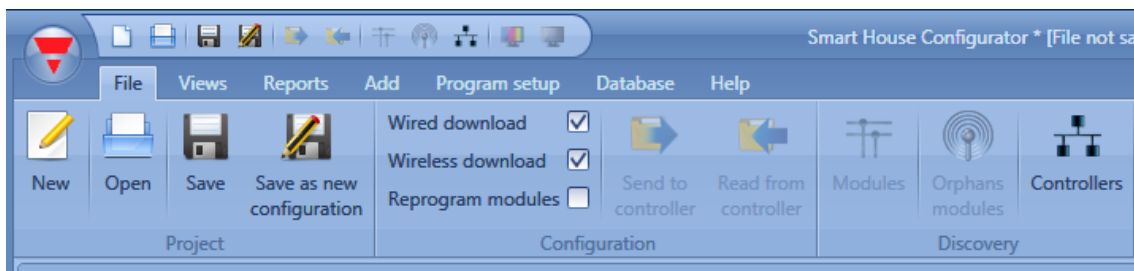 Smart House Configurator * [File not sa
File Views Reports Add Program setup Database Help
Wired download
Wireless download
Reprogram modules
New Open Save Save as new
configuration
Send to
controller
Read from
controller
Modules
Orphans
modules
Controllers
Project Configuration Discovery